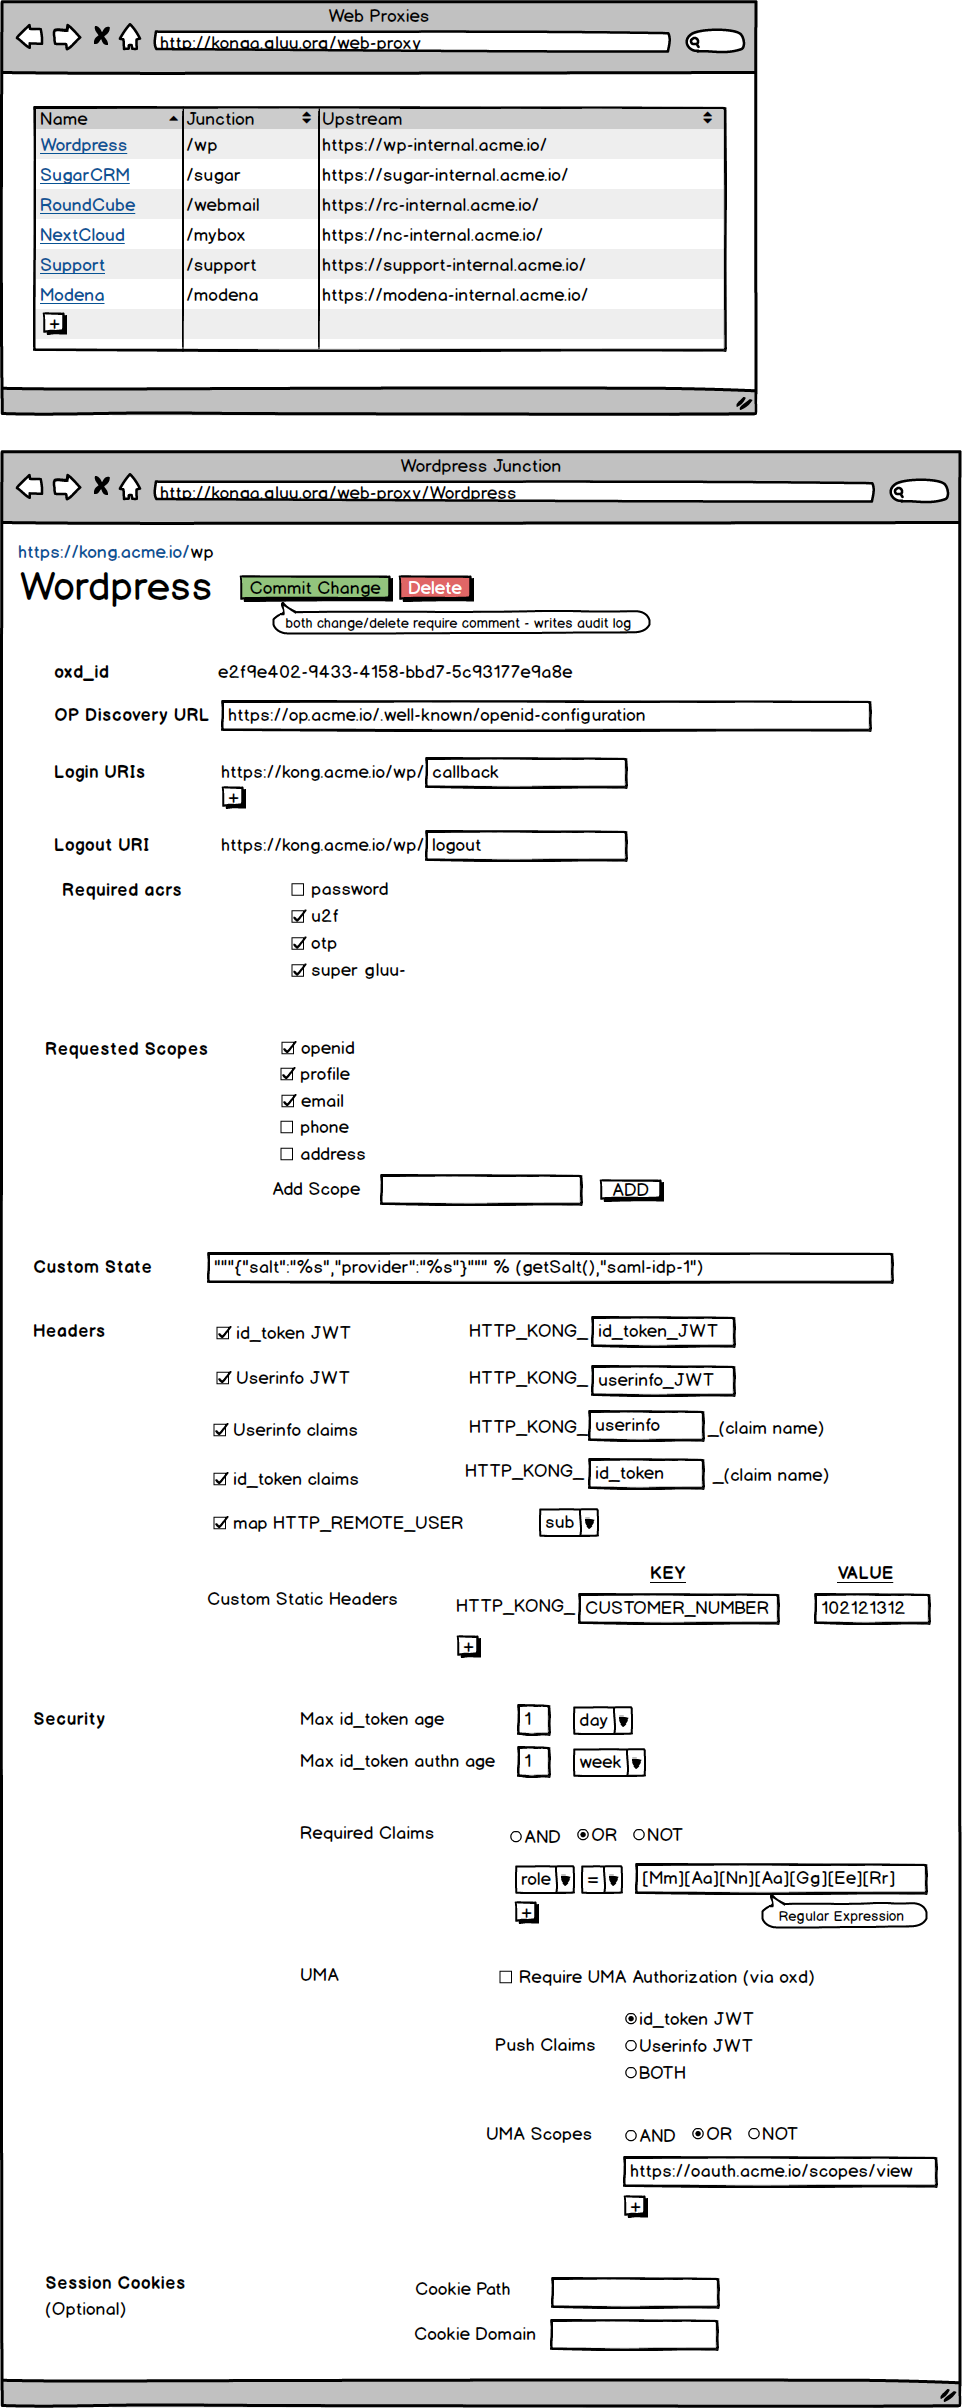 Web Proxies
http://konga.gluu.org/web-proxy
Name Junction Upstream
Wordpress /wp https://wp-internal.acme.io/
SugarCRM /sugar https://sugar-internal.acme.io/
RoundCube /webmail https://rc-internal.acme.io/
NextCloud /mybox https://nc-internal.acme.io/
Support /support https://support-internal.acme.io/
Modena /modena https://modena-internal.acme.io/
+
Wordpress Junction
http://konga.gluu.org/web-proxy/Wordpress
https://kong.acme.io/wp
Wordpress Commit Change Delete
both change/delete require comment - writes audit log
oxd_id e2f9e402-9433-4158-bbd7-5c93177e9a8e
OP Discovery URL https://op.acme.io/.well-known/openid-configuration
Login URIs https://kong.acme.io/wp/ callback
+
Logout URI https://kong.acme.io/wp/ logout
Required acrs password
u2f
otp
super gluu-
Requested Scopes openid
profile
email
phone
address
Add Scope ADD
Custom State """{"salt":"%s","provider":"%s"}""" % (getSalt(),"saml-idp-1")
Headers id_token JWT HTTP_KONG_ id_token_JWT
Userinfo JWT HTTP_KONG_ userinfo_JWT
Userinfo claims HTTP_KONG_ userinfo _(claim name)
id_token claims HTTP_KONG_ id_token _(claim name)
map HTTP_REMOTE_USER sub
KEY VALUE
Custom Static Headers HTTP_KONG_ CUSTOMER_NUMBER 102121312
+
Security Max id_token age 1 day
Max id_token authn age 1 week
Required Claims AND OR NOT
role = [Mm][Aa][Nn][Aa][Gg][Ee][Rr]
+
Regular Expression
UMA Require UMA Authorization (via oxd)
id_token JWT
Push Claims Userinfo JWT
BOTH
UMA Scopes AND OR NOT
https://oauth.acme.io/scopes/view
+
Session Cookies Cookie Path
(Optional)
Cookie Domain